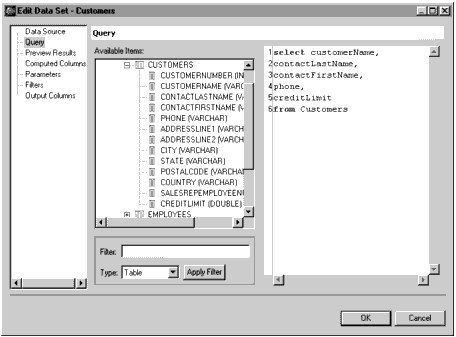 Edit Data Set - Customers
Data Source
Query
Preview Results
Computed Columns
Parameters
Filters
Output Columns
Query
Available Items:
CUSTOMERS
CUSTOMERNUMBER (IN
CUSTOMERNAME (VARC
CONTACTLASTNAME (V
CONTACTFIRSTNAME (V
PHONE (VARCHAR)
ADDRESSLINE1 (VARCH
ADDRESSLINE2 (VARCH
CITY (VARCHAR)
STATE (VARCHAR)
POSTALCODE (VARCHAR
COUNTRY (VARCHAR)
SALESREPEMPLOYEENU
CREDITLIMIT (DOUBLE)
EMPLOYEES
Filter:
Type: Table Apply Filter
1 select customerName,
2 contactLastName,
3 contactFirstName,
4 phone,
5 creditLimit
6 from Customers
OK Cancel